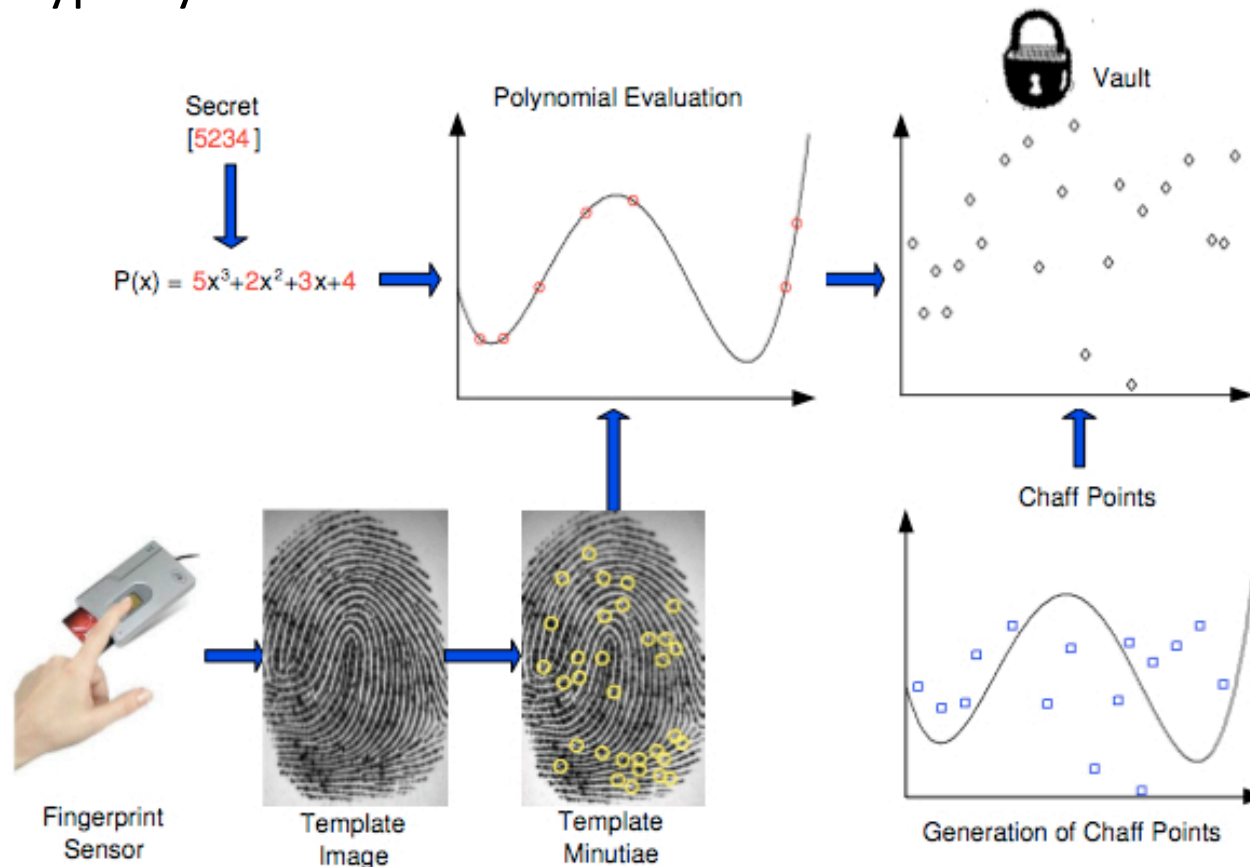 Secret
[5234]
P(x) = 5x³+2x²+3x+4
Polynomial Evaluation
Vault
Chaff Points
Fingerprint
Sensor
Template
Image
Template
Minutiae
Generation of Chaff Points